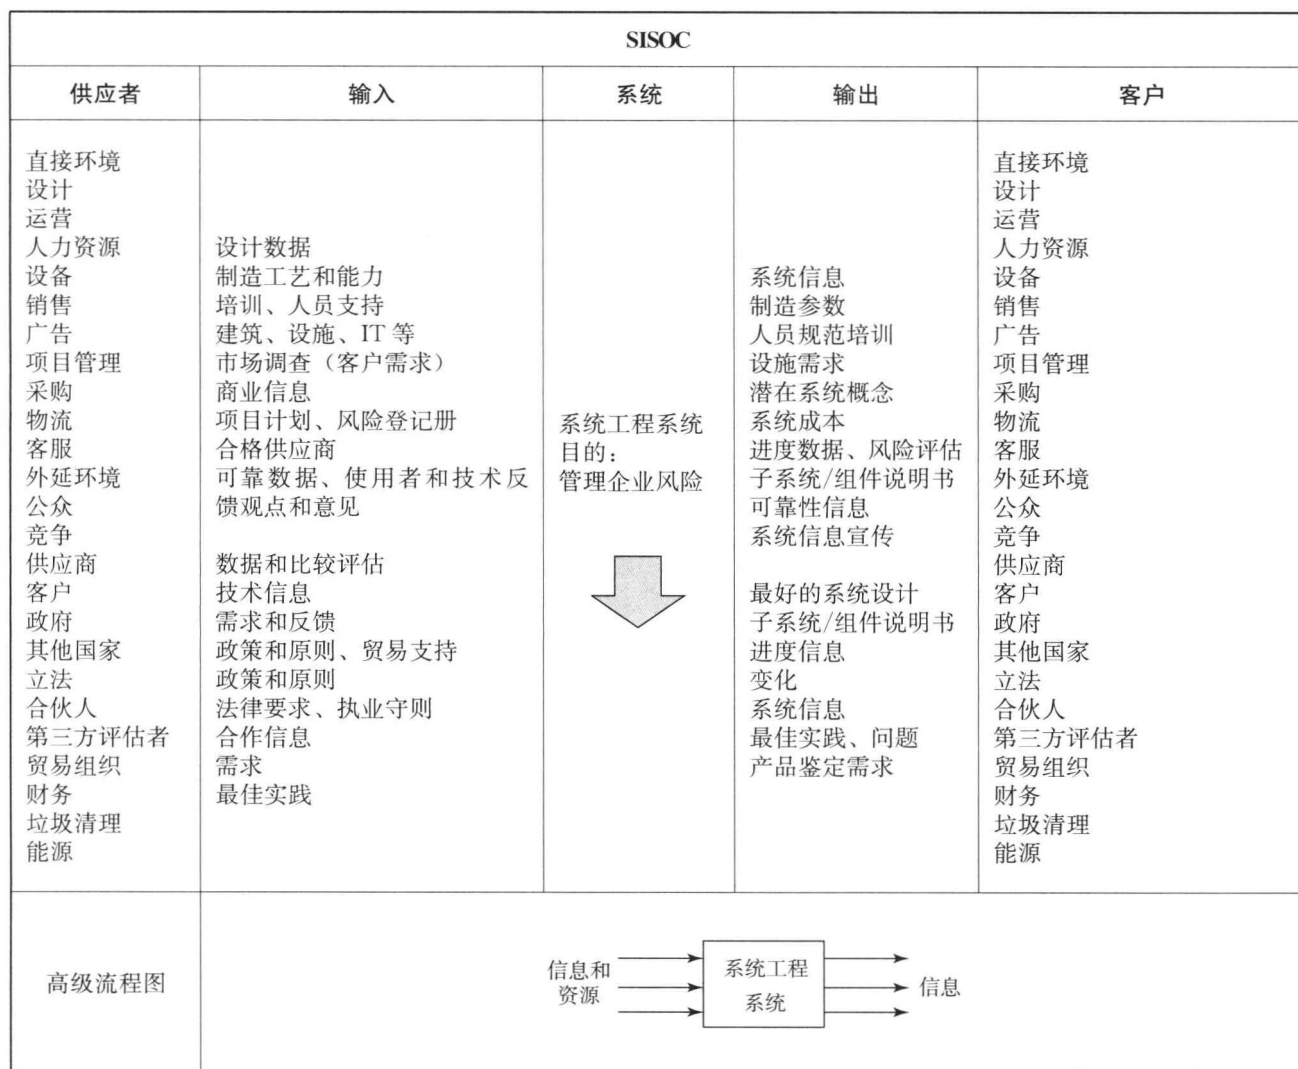 SISOC
供应者
输入
系统
输出
客户
直接环境
设计
运营
人力资源
设备
销售
广告
项目管理
采购
物流
客服
外延环境
公众
竞争
供应商
客户
政府
其他国家
立法
合伙人
第三方评估者
贸易组织
财务
垃圾清理
能源
设计数据
制造工艺和能力
培训、人员支持
建筑、设施、IT 等
市场调查（客户需求）
商业信息
项目计划、风险登记册
合格供应商
可靠数据、使用者和技术反
馈观点和意见
数据和比较评估
技术信息
需求和反馈
政策和原则、贸易支持
政策和原则
法律要求、执业守则
合作信息
需求
最佳实践
系统工程系统
目的：
管理企业风险
系统信息
制造参数
人员规范培训
设施需求
潜在系统概念
系统成本
进度数据、风险评估
子系统/组件说明书
可靠性信息
系统信息宣传
最好的系统设计
子系统/组件说明书
进度信息
变化
系统信息
最佳实践、问题
产品鉴定需求
直接环境
设计
运营
人力资源
设备
销售
广告
项目管理
采购
物流
客服
外延环境
公众
竞争
供应商
客户
政府
其他国家
立法
合伙人
第三方评估者
贸易组织
财务
垃圾清理
能源
高级流程图
信息和
资源
系统工程
系统
信息